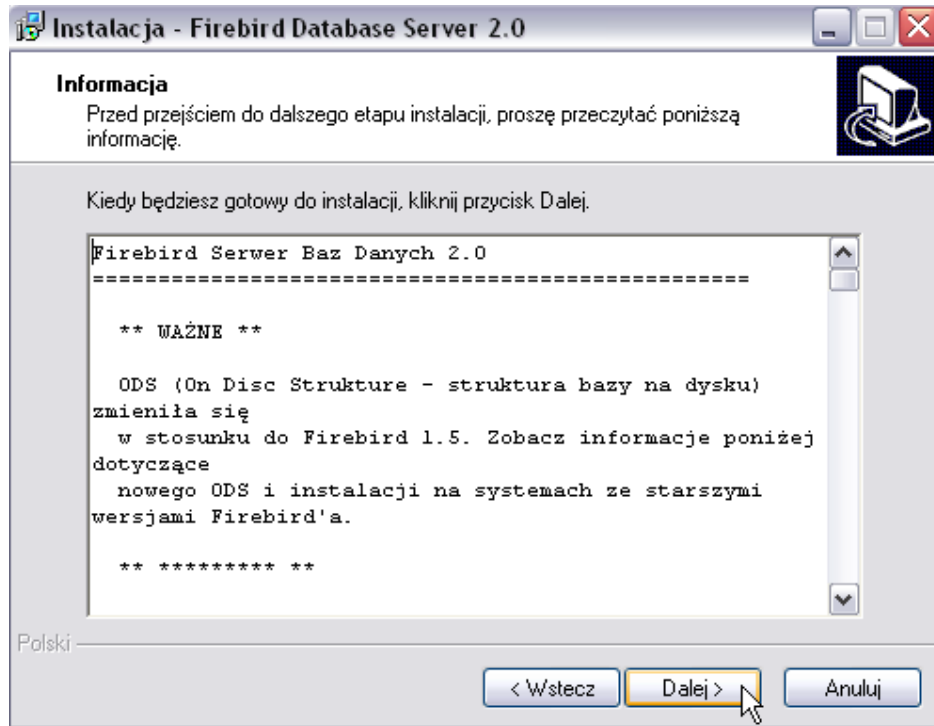 Instalacja - Firebird Database Server 2.0
Informacja
Przed przejściem do dalszego etapu instalacji, proszę przeczytać poniższą
informację.
Kiedy będziesz gotowy do instalacji, kliknij przycisk Dalej.
Firebird Serwer Baz Danych 2.0
==================================================
** WAŻNE **
ODS (On Disc Strukture - struktura bazy na dysku)
zmieniła się
w stosunku do Firebird 1.5. Zobacz informacje poniżej
dotyczące
nowego ODS i instalacji na systemach ze starszymi
wersjami Firebird'a.
** ********* **
Polski
< Wstecz
Dalej >
Anuluj